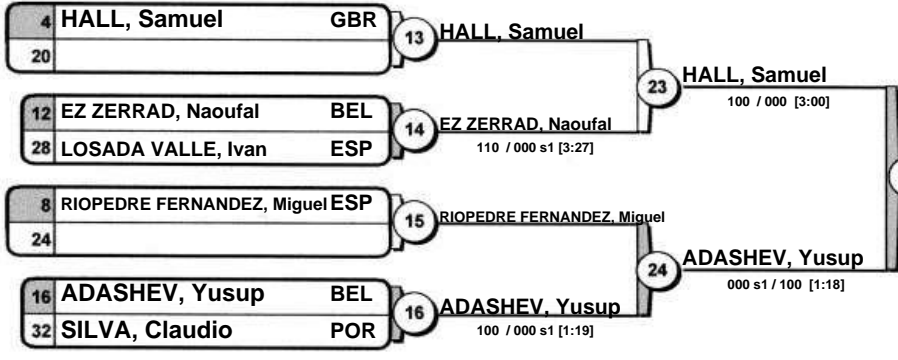 4 HALL, Samuel GBR
20
13
HALL, Samuel
12 EZ ZERRAD, Naoufal BEL
28 LOSADA VALLE, Ivan ESP
14
EZ ZERRAD, Naoufal
110 / 000 s1 [3:27]
23
HALL, Samuel
100 / 000 [3:00]
8 RIOPEDRE FERNANDEZ, Miguel ESP
24
15
RIOPEDRE FERNANDEZ, Miguel
16 ADASHEV, Yusup BEL
32 SILVA, Claudio POR
16
ADASHEV, Yusup
100 / 000 s1 [1:19]
24
ADASHEV, Yusup
000 s1 / 100 [1:18]